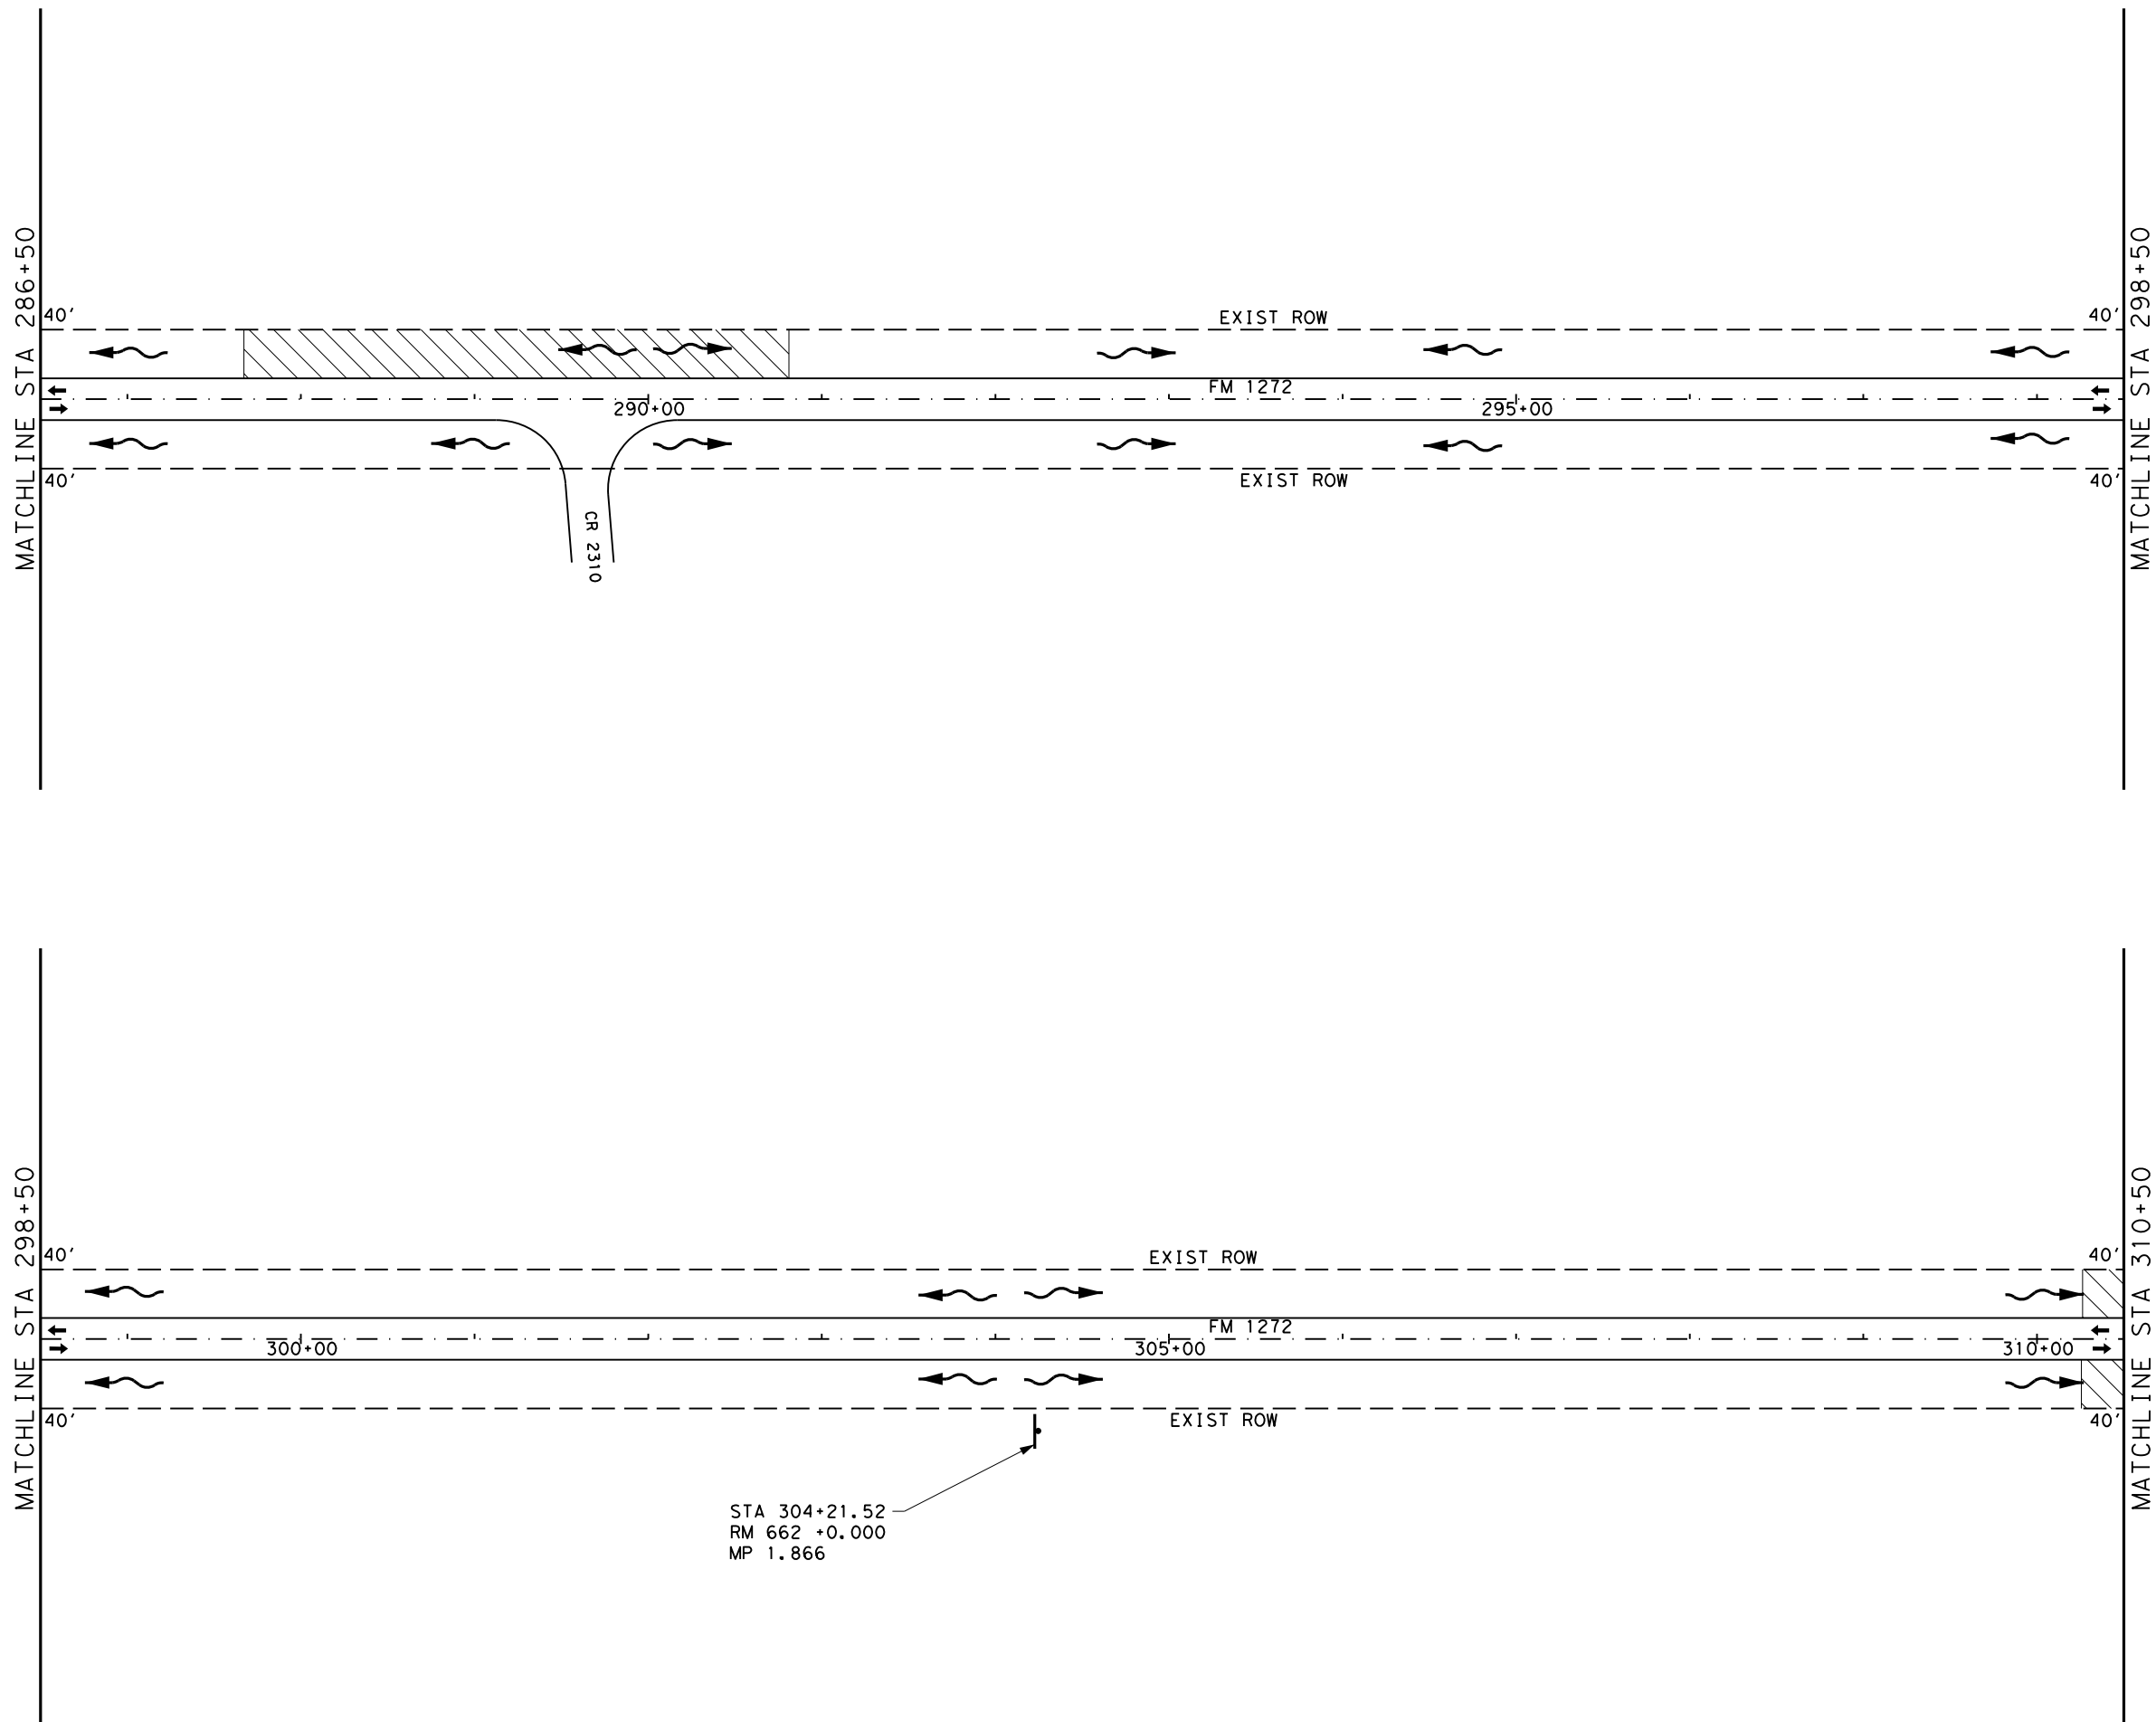 MATCHLINE STA 286+50
40'
EXIST ROW
40'
MATCHLINE STA 298+50
FM 1272
290+00
295+00
40'
EXIST ROW
40'
CR 2310
MATCHLINE STA 298+50
40'
EXIST ROW
40'
MATCHLINE STA 310+50
FM 1272
300+00
305+00
310+00
40'
EXIST ROW
40'
STA 304+21.52
RM 662 +0.000
MP 1.866